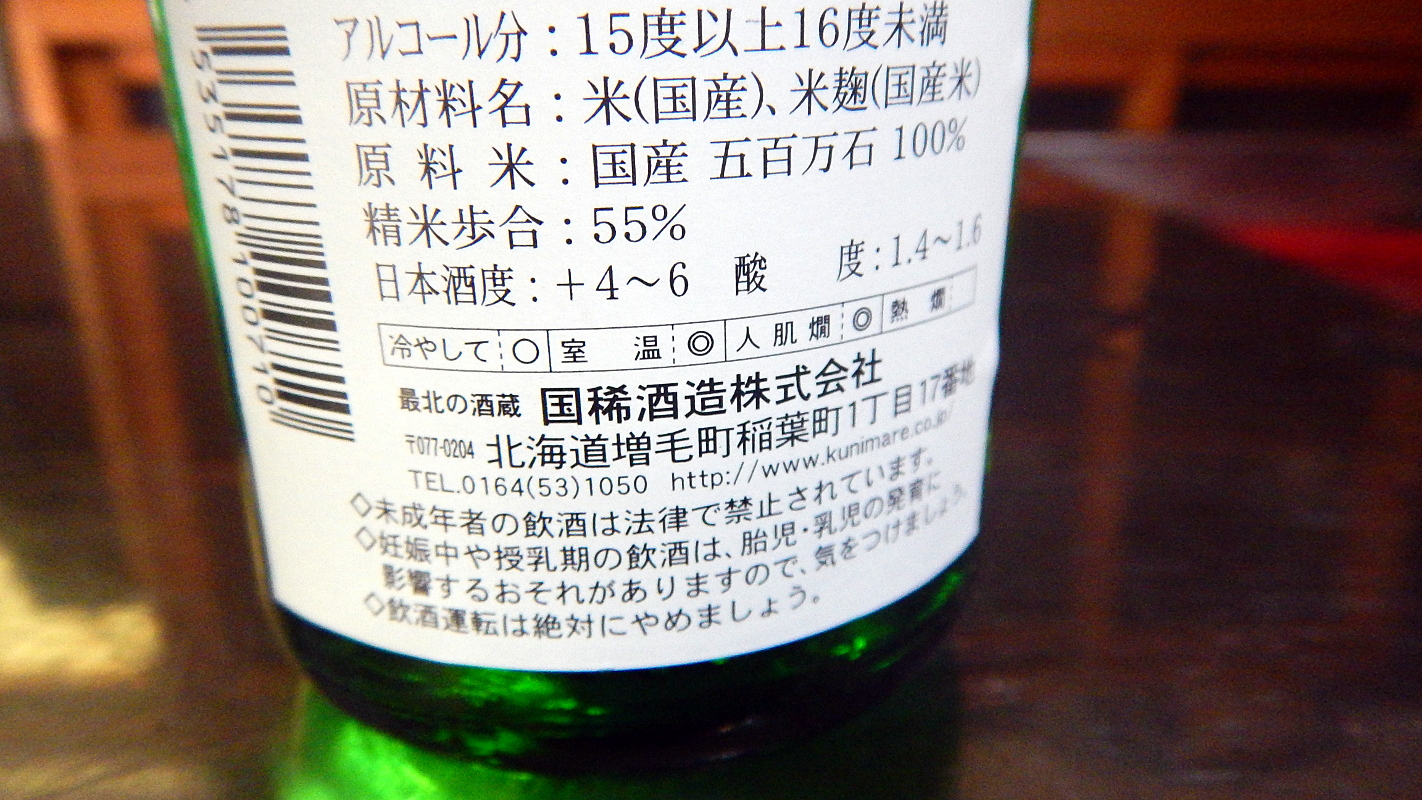 アルコール分：15度以上16度未満
原材料名：米(国産)、米麹(国産米)
原料米：国産 五百万石 100%
精米歩合：55%
日本酒度：＋4～6 酸度：1.4～1.6
冷やして ○ 室温 ◎ 人肌燗 ◎ 熱燗
最北の酒蔵 国稀酒造株式会社
〒077-0204 北海道増毛町稲葉町1丁目17番地
TEL.0164(53)1050 http://www.kunimare.co.jp/
◇未成年者の飲酒は法律で禁止されています。
◇妊娠中や授乳期の飲酒は、胎児・乳児の発育に
影響するおそれがありますので、気をつけましょう。
◇飲酒運転は絶対にやめましょう。
535178100710